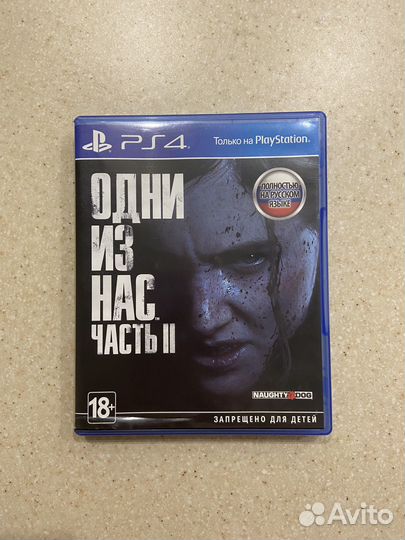 PS4
Только на PlayStation®
ОДНИ
ИЗ
НАС™
ЧАСТЬ II
ПОЛНОСТЬЮ
НА РУССКОМ
ЯЗЫКЕ
NAUGHTY DOG
18+
ЗАПРЕЩЕНО ДЛЯ ДЕТЕЙ
Avito